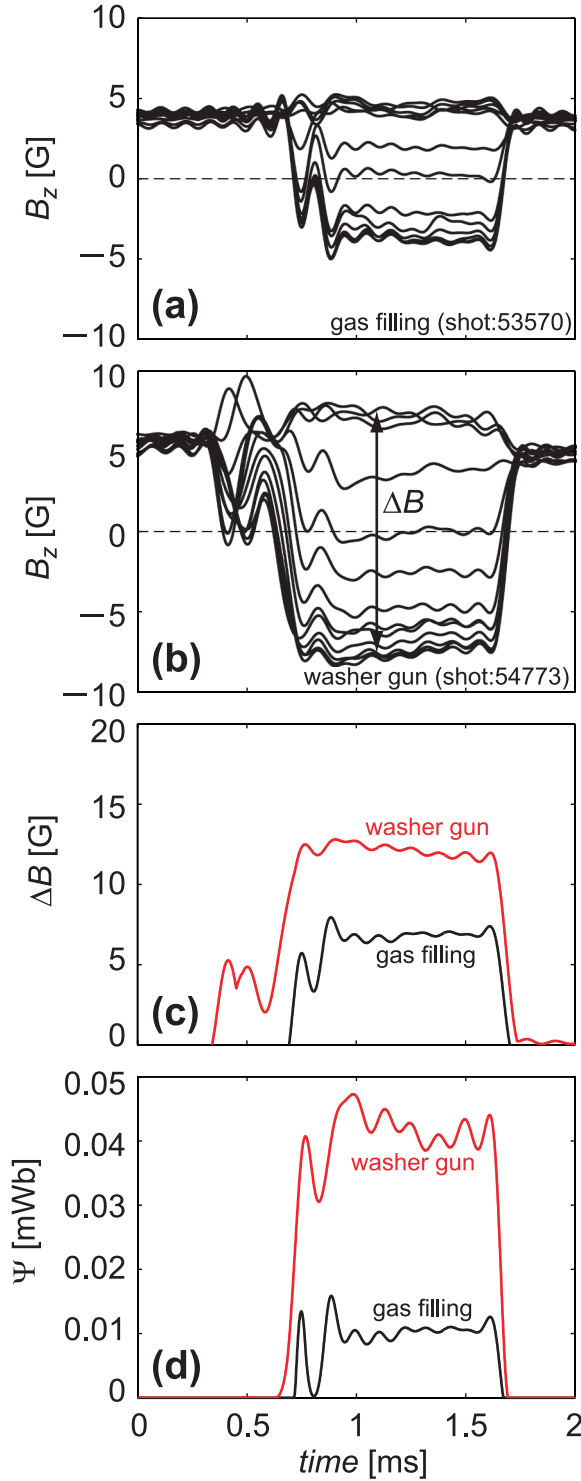 10
5
0
−5
−10
B_z [G]
(a)
gas filling (shot:53570)
10
5
0
−5
−10
B_z [G]
ΔB
(b)
washer gun (shot:54773)
20
15
10
5
0
ΔB [G]
washer gun
gas filling
(c)
0.05
0.04
0.03
0.02
0.01
0
Ψ [mWb]
washer gun
gas filling
(d)
0 0.5 1 1.5 2
time [ms]